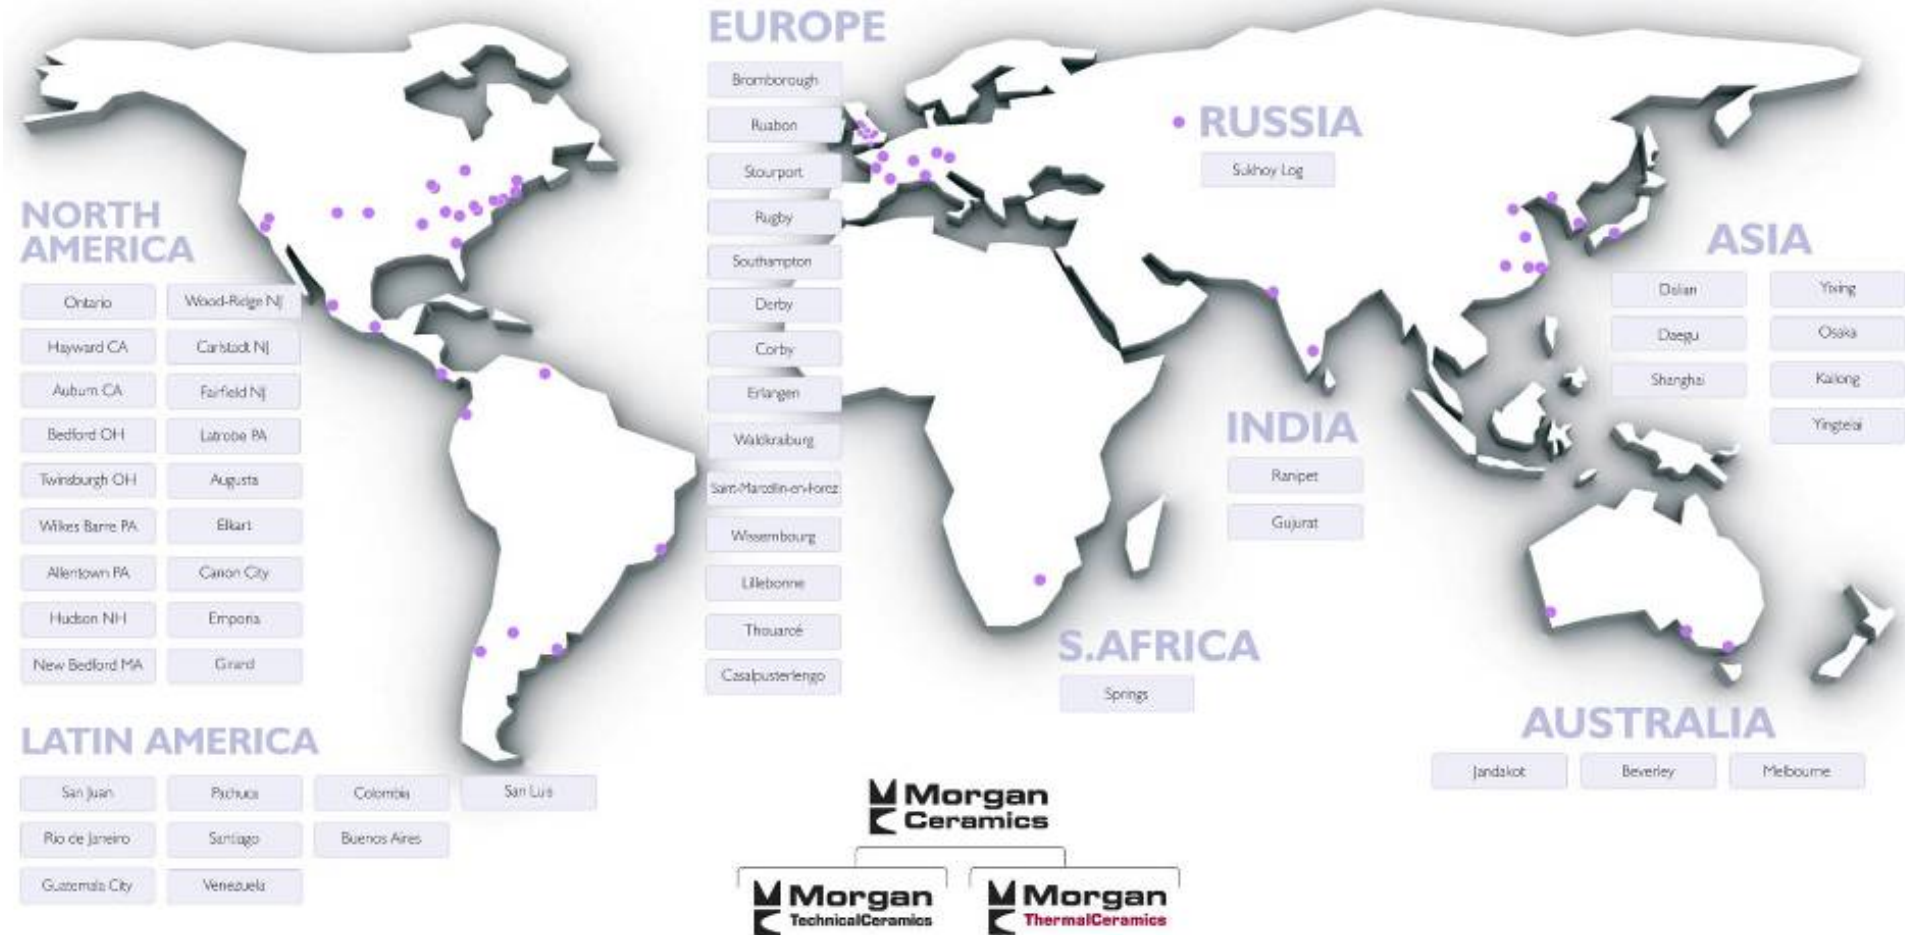 EUROPE
Bromborough
Ruabon
Stourport
Rugby
Southampton
Derby
Corby
Erlangen
Waldkraiburg
Saint-Marcellin-en-Forez
Wissembourg
Lillebonne
Thouarcé
Casalpusterlengo
RUSSIA
Sukhoy Log
NORTH
AMERICA
Ontario
Wood-Ridge NJ
Hayward CA
Carlstadt NJ
Auburn CA
Fairfield NJ
Bedford OH
Latrobe PA
Twinsburgh OH
Augusta
Wilkes Barre PA
Elkart
Allentown PA
Canon City
Hudson NH
Emporia
New Bedford MA
Girard
ASIA
Dalian
Yixing
Daegu
Osaka
Shanghai
Kailong
Yingtelai
INDIA
Ranipet
Gujurat
S.AFRICA
Springs
AUSTRALIA
Jandakot
Beverley
Melbourne
LATIN AMERICA
San Juan
Pachuca
Colombia
San Luis
Rio de Janeiro
Santiago
Buenos Aires
Guatemala City
Venezuela
Morgan
Ceramics
Morgan
TechnicalCeramics
Morgan
ThermalCeramics